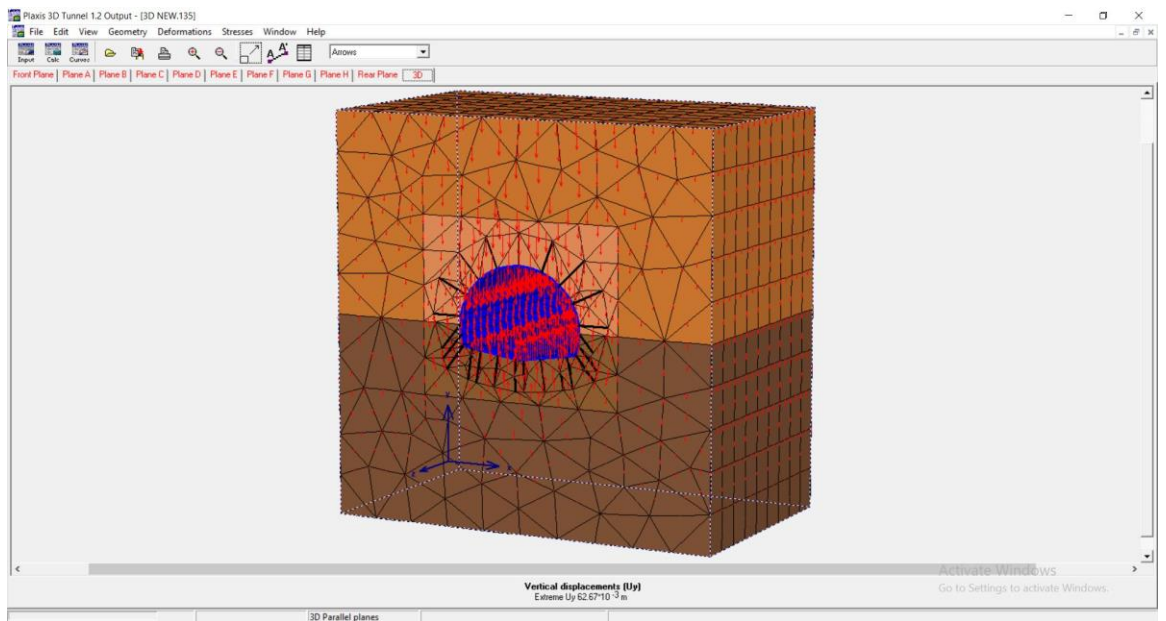 Plaxis 3D Tunnel 1.2 Output - [3D NEW.135]
File Edit View Geometry Deformations Stresses Window Help
Input Calc Curves A A' Arrows
Front Plane Plane A Plane B Plane C Plane D Plane E Plane F Plane G Plane H Rear Plane 3D
y
z x
Vertical displacements (Uy)
Extreme Uy 62.67*10 -3 m
Activate Windows
Go to Settings to activate Windows.
3D Parallel planes